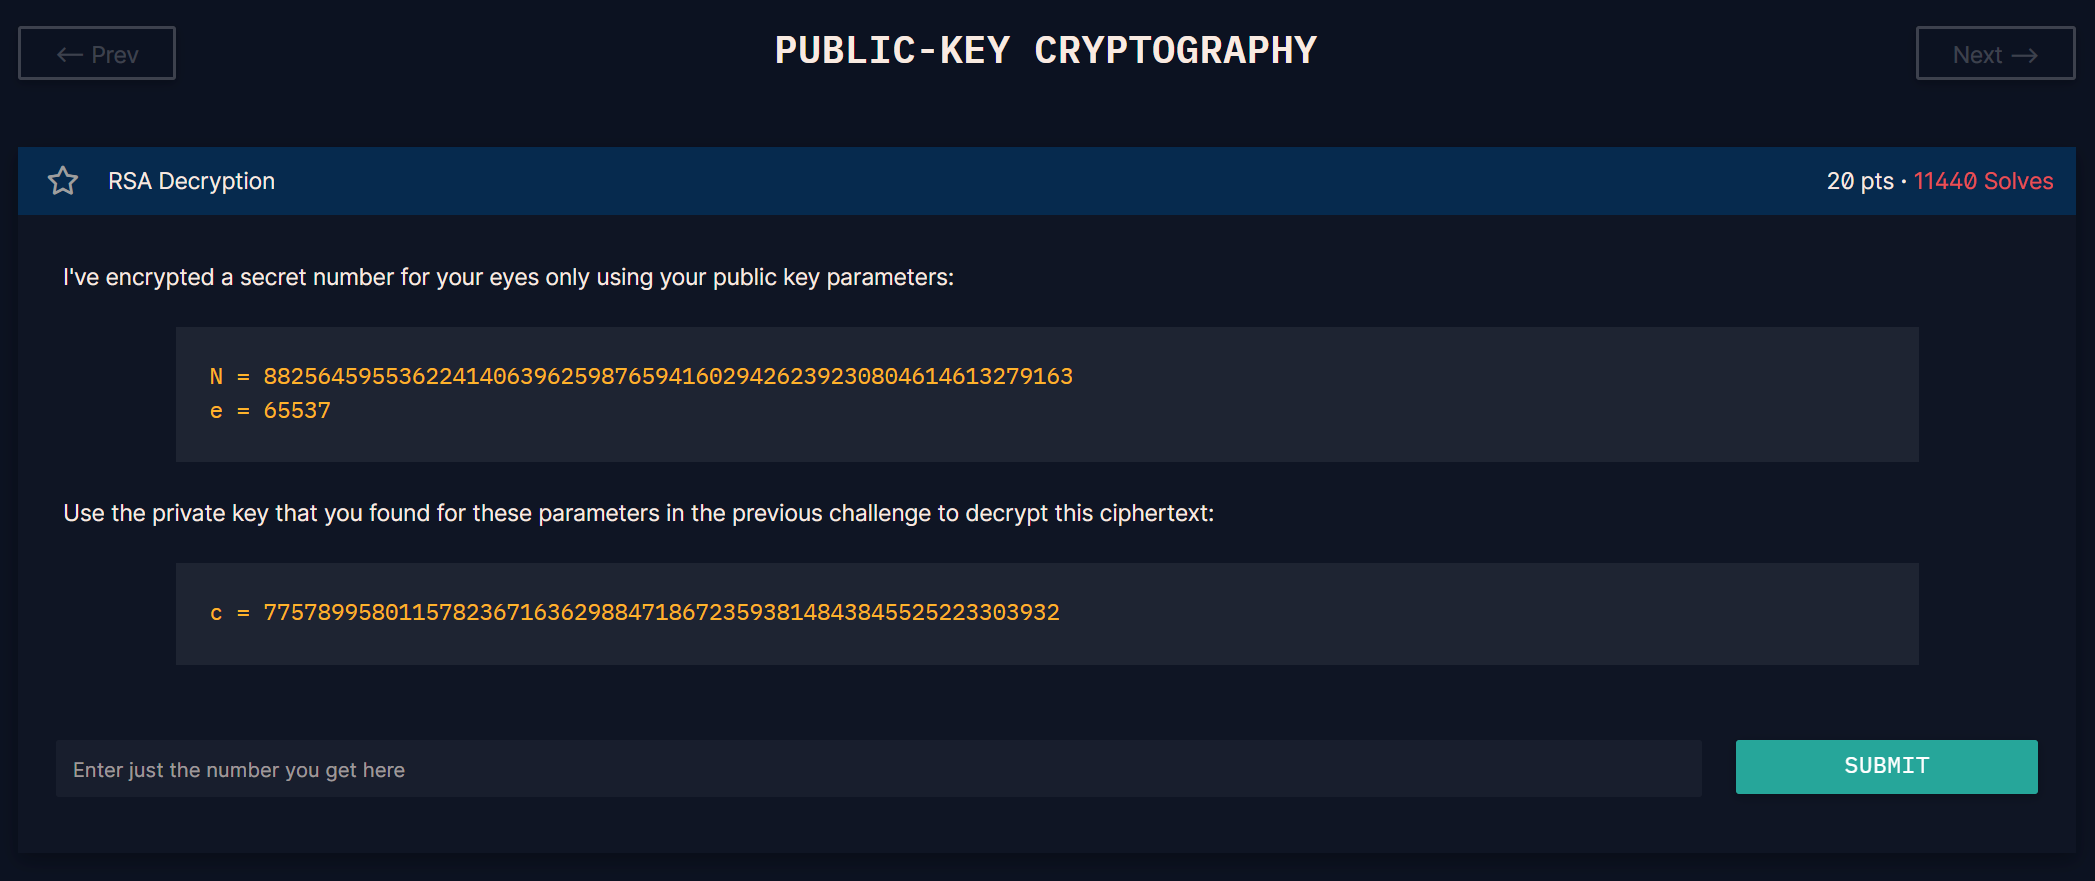 ← Prev
PUBLIC-KEY CRYPTOGRAPHY
Next →
RSA Decryption
20 pts · 11440 Solves
I've encrypted a secret number for your eyes only using your public key parameters:
N = 882564595536224140639625987659416029426239230804614613279163
e = 65537
Use the private key that you found for these parameters in the previous challenge to decrypt this ciphertext:
c = 77578995801157823671636298847186723593814843845525223303932
Enter just the number you get here
SUBMIT